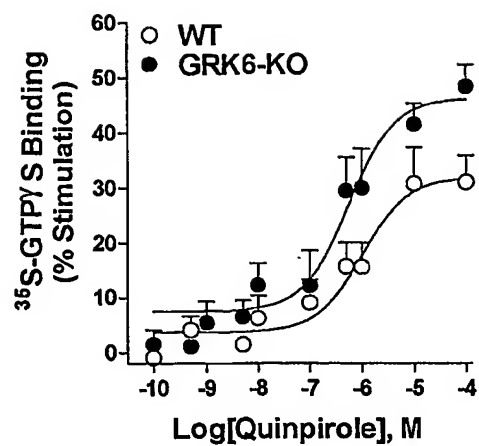 60
50
40
30
20
10
0
³⁵S-GTPγS Binding
(% Stimulation)
○ WT
● GRK6-KO
-10 -9 -8 -7 -6 -5 -4
Log[Quinpirole], M